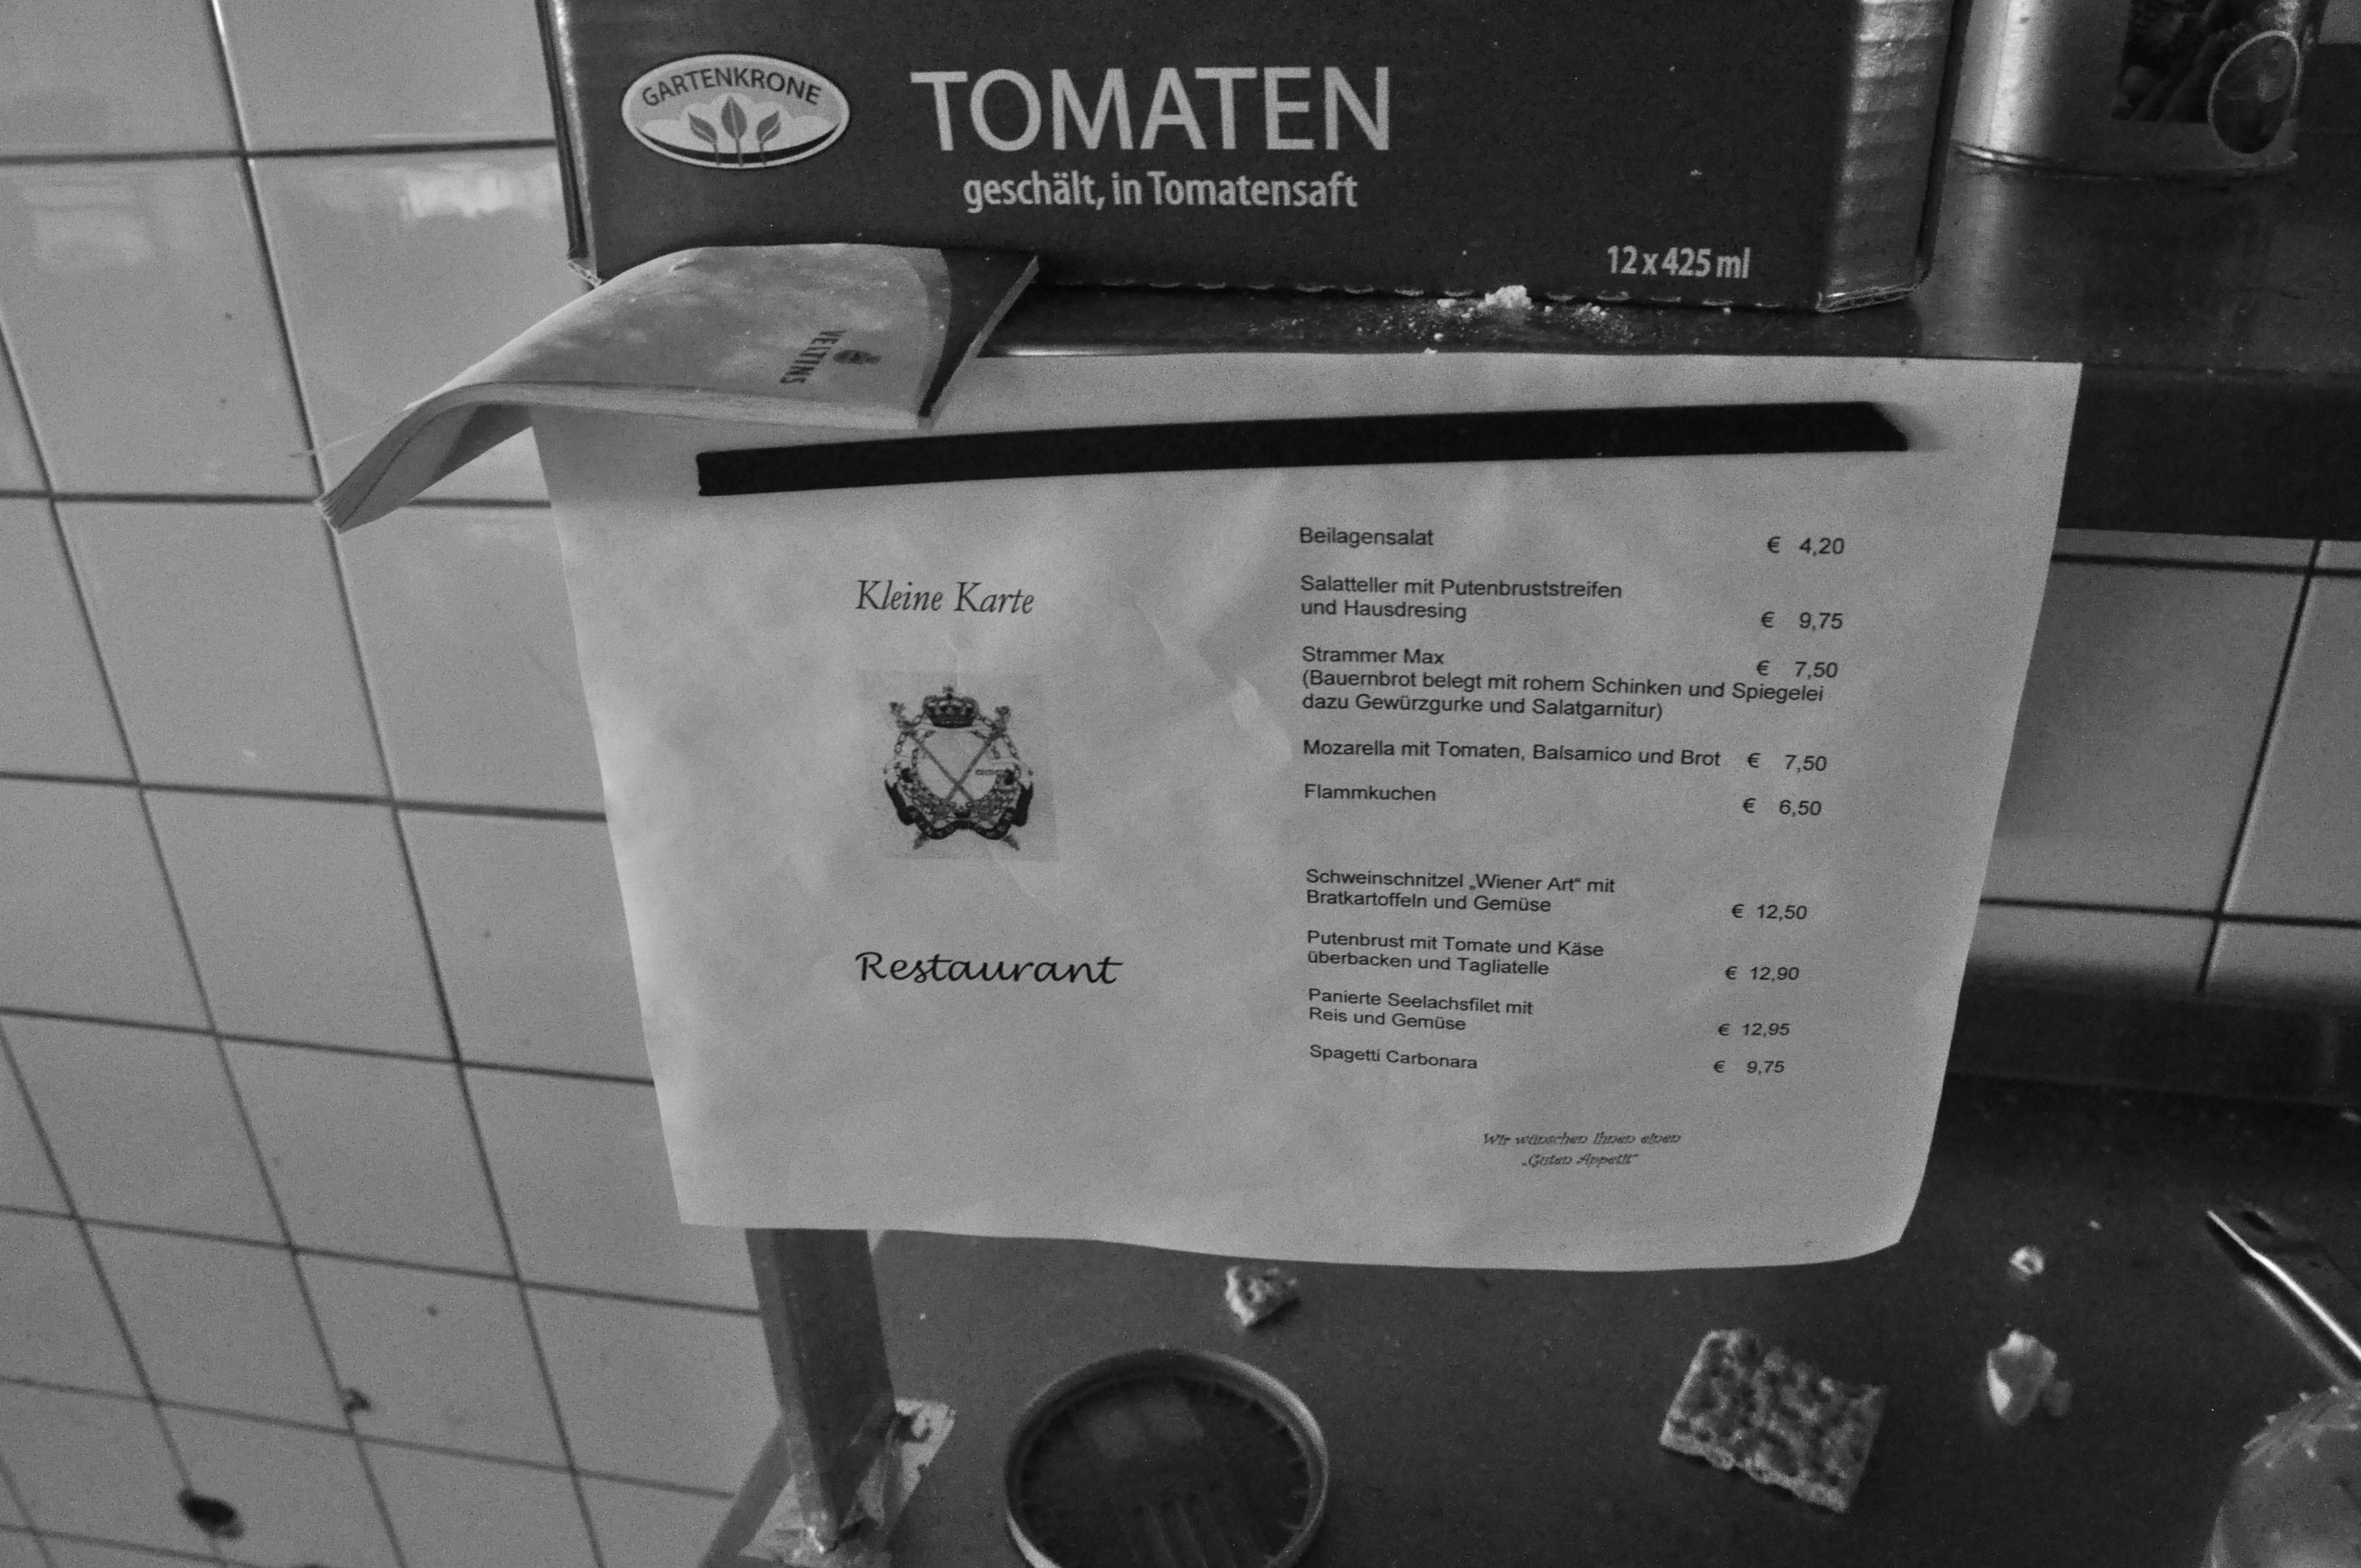 GARTENKRONE
TOMATEN
geschält, in Tomatensaft
12x425ml
VELTINS
Kleine Karte
Restaurant
Beilagensalat € 4,20
Salatteller mit Putenbruststreifen
und Hausdresing € 9,75
Strammer Max € 7,50
(Bauernbrot belegt mit rohem Schinken und Spiegelei
dazu Gewürzgurke und Salatgarnitur)
Mozarella mit Tomaten, Balsamico und Brot € 7,50
Flammkuchen € 6,50
Schweinschnitzel „Wiener Art“ mit
Bratkartoffeln und Gemüse € 12,50
Putenbrust mit Tomate und Käse
überbacken und Tagliatelle € 12,90
Panierte Seelachsfilet mit
Reis und Gemüse € 12,95
Spagetti Carbonara € 9,75
Wir wünschen Ihnen einen
„Guten Appetit“